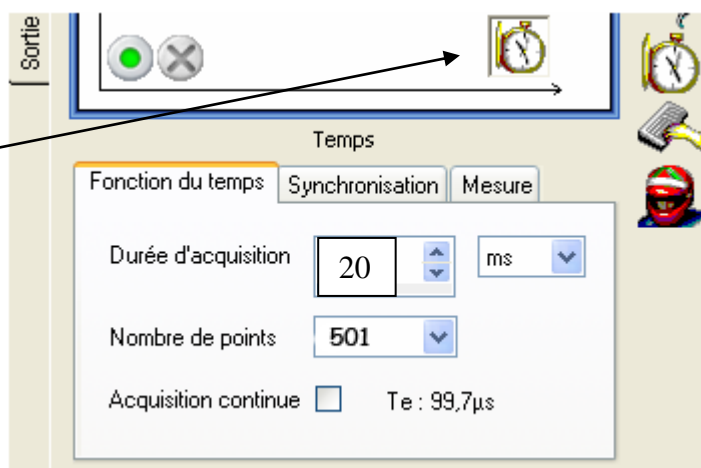 Sortie
Temps
Fonction du temps Synchronisation Mesure
Durée d'acquisition 20 ms
Nombre de points 501
Acquisition continue Te : 99,7µs